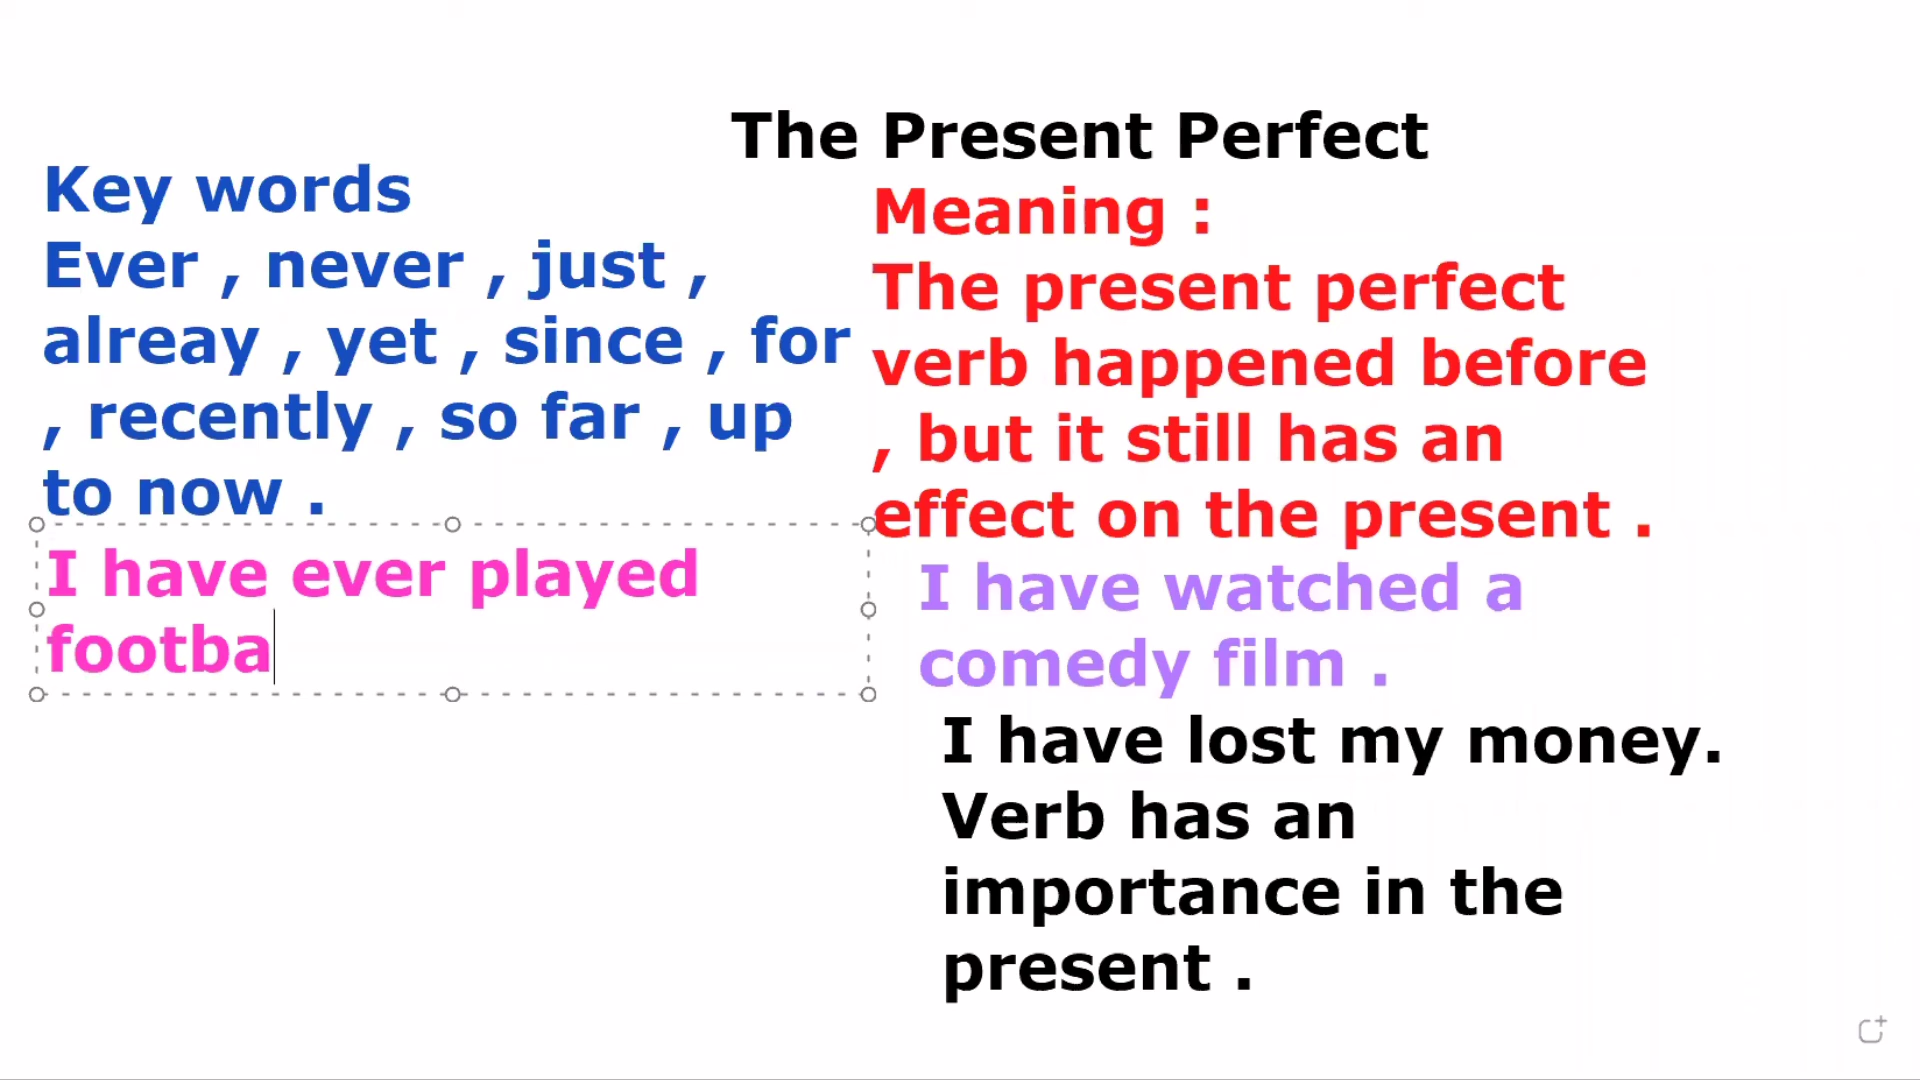 The Present Perfect
Key words
Ever , never , just ,
alreay , yet , since , for
, recently , so far , up
to now .
I have ever played
footba
Meaning :
The present perfect
verb happened before
, but it still has an
effect on the present .
I have watched a
comedy film .
I have lost my money.
Verb has an
importance in the
present .